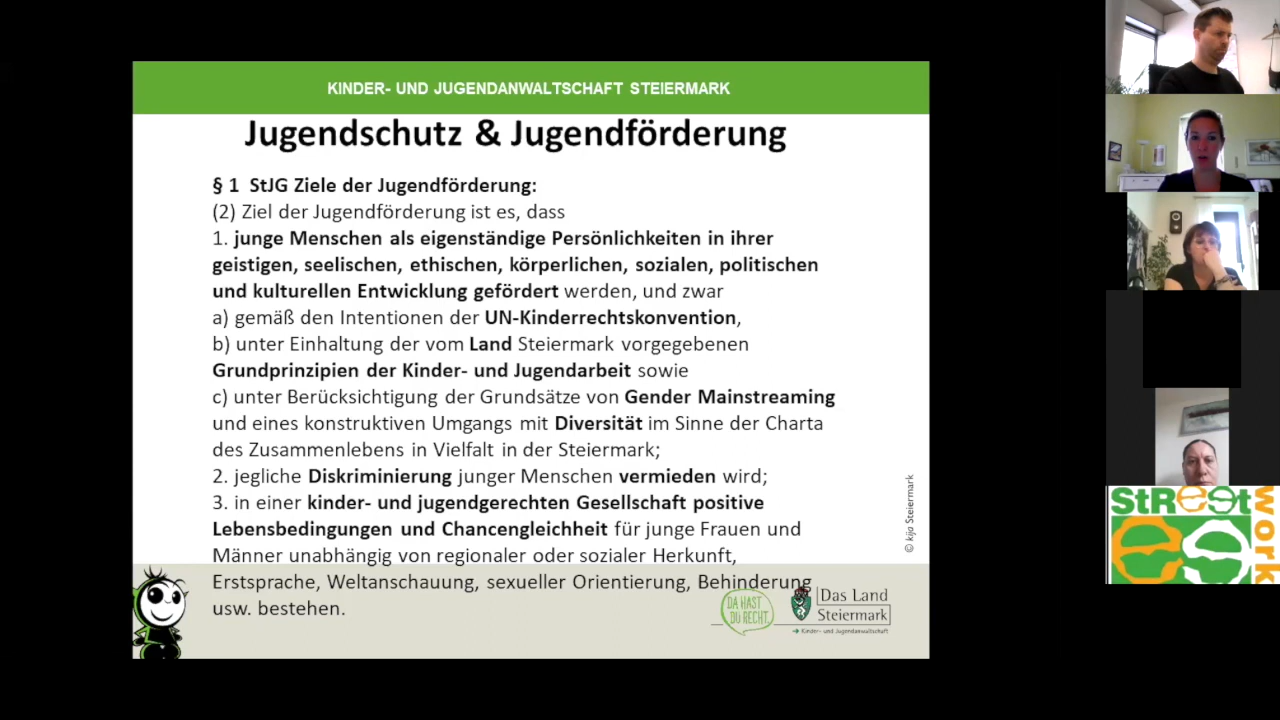 KINDER- UND JUGENDANWALTSCHAFT STEIERMARK
Jugendschutz & Jugendförderung
§ 1 StJG Ziele der Jugendförderung:
(2) Ziel der Jugendförderung ist es, dass
1. junge Menschen als eigenständige Persönlichkeiten in ihrer
geistigen, seelischen, ethischen, körperlichen, sozialen, politischen
und kulturellen Entwicklung gefördert werden, und zwar
a) gemäß den Intentionen der UN-Kinderrechtskonvention,
b) unter Einhaltung der vom Land Steiermark vorgegebenen
Grundprinzipien der Kinder- und Jugendarbeit sowie
c) unter Berücksichtigung der Grundsätze von Gender Mainstreaming
und eines konstruktiven Umgangs mit Diversität im Sinne der Charta
des Zusammenlebens in Vielfalt in der Steiermark;
2. jegliche Diskriminierung junger Menschen vermieden wird;
3. in einer kinder- und jugendgerechten Gesellschaft positive
Lebensbedingungen und Chancengleichheit für junge Frauen und
Männer unabhängig von regionaler oder sozialer Herkunft,
Erstsprache, Weltanschauung, sexueller Orientierung, Behinderung
usw. bestehen.
© kija Steiermark
DA HAST
DU RECHT
Das Land
Steiermark
→ Kinder- und Jugendanwaltschaft
StReet
work